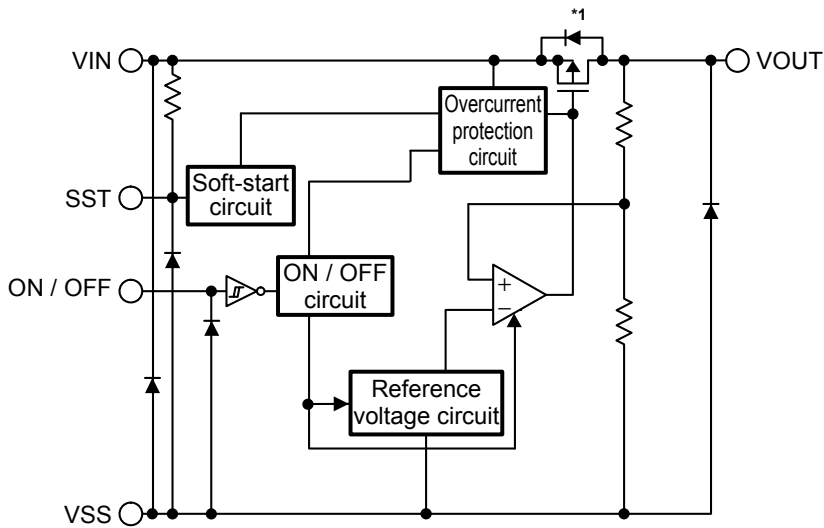 *1
VIN
VOUT
Overcurrent
protection
circuit
SST
Soft-start
circuit
ON / OFF
ON / OFF
circuit
+
−
Reference
voltage circuit
VSS